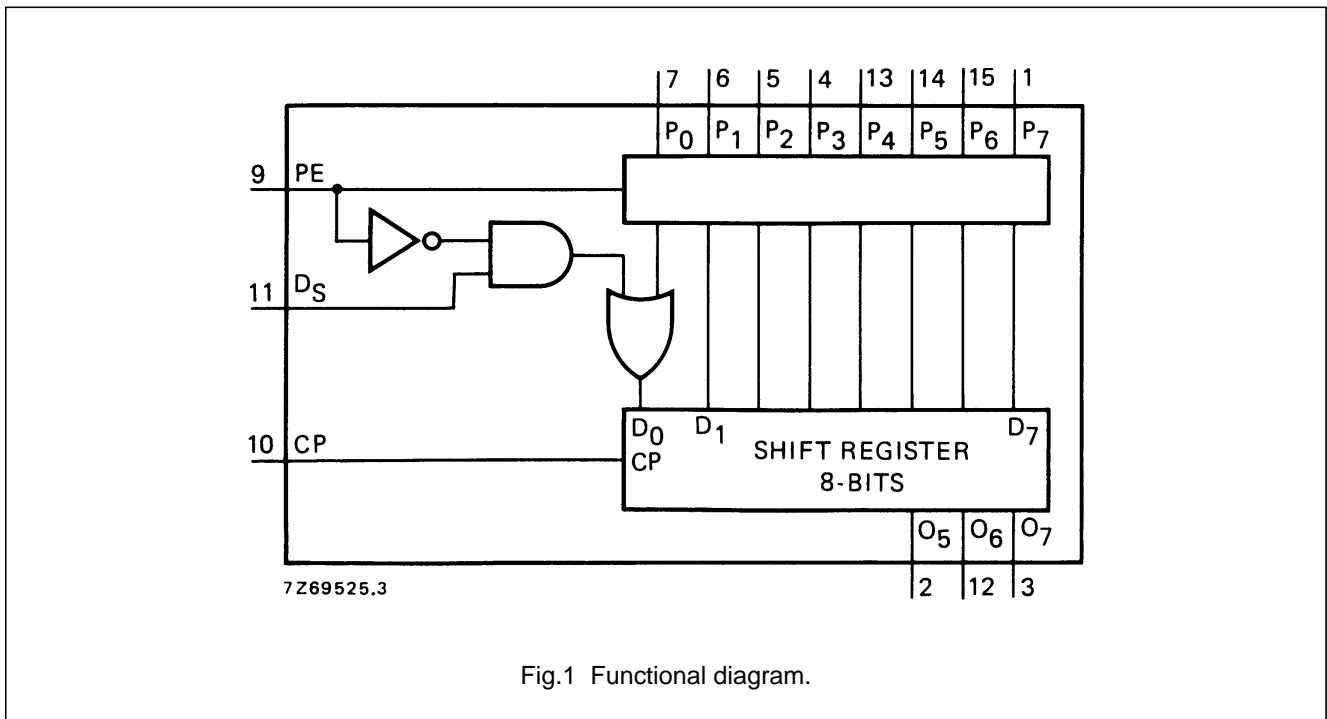 7 6 5 4 13 14 15 1
P0 P1 P2 P3 P4 P5 P6 P7
9 PE
11 DS
D0 D1 D7
10 CP
CP
SHIFT REGISTER
8-BITS
O5 O6 O7
2 12 3
7Z69525.3
Fig.1 Functional diagram.